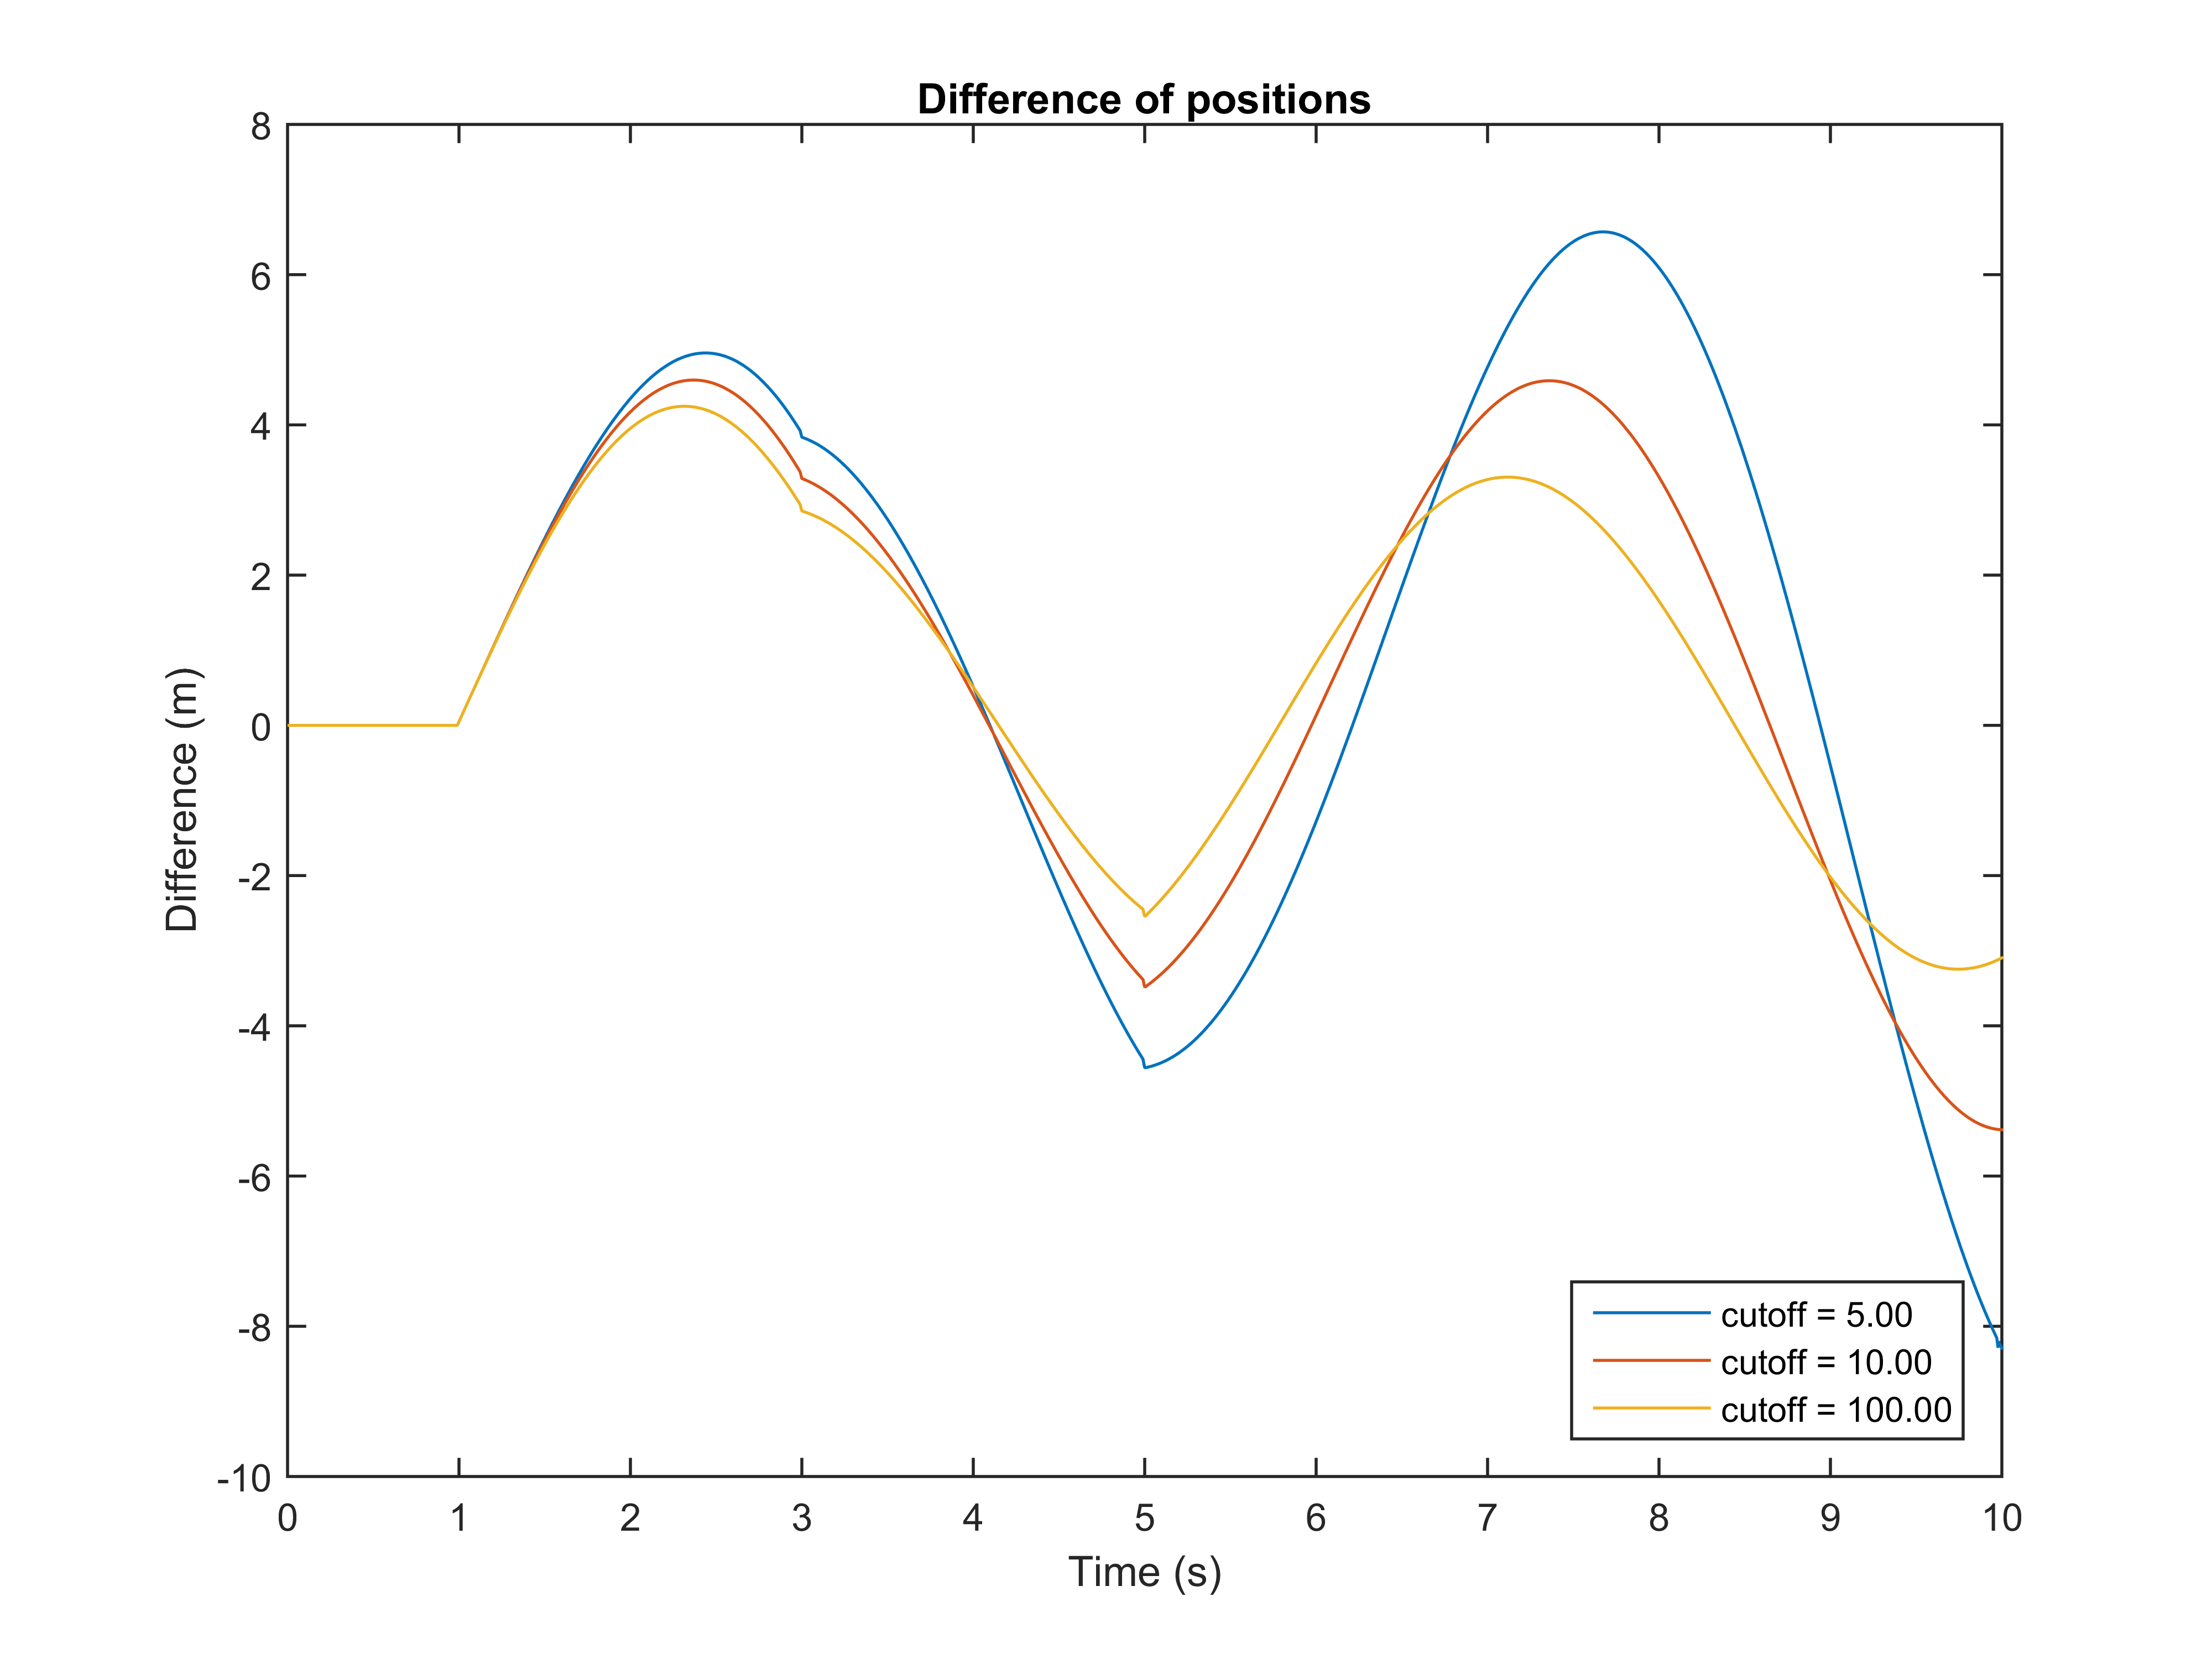 Difference of positions
8
6
4
2
0
-2
-4
-6
-8
-10
Difference (m)
0 1 2 3 4 5 6 7 8 9 10
Time (s)
cutoff = 5.00
cutoff = 10.00
cutoff = 100.00